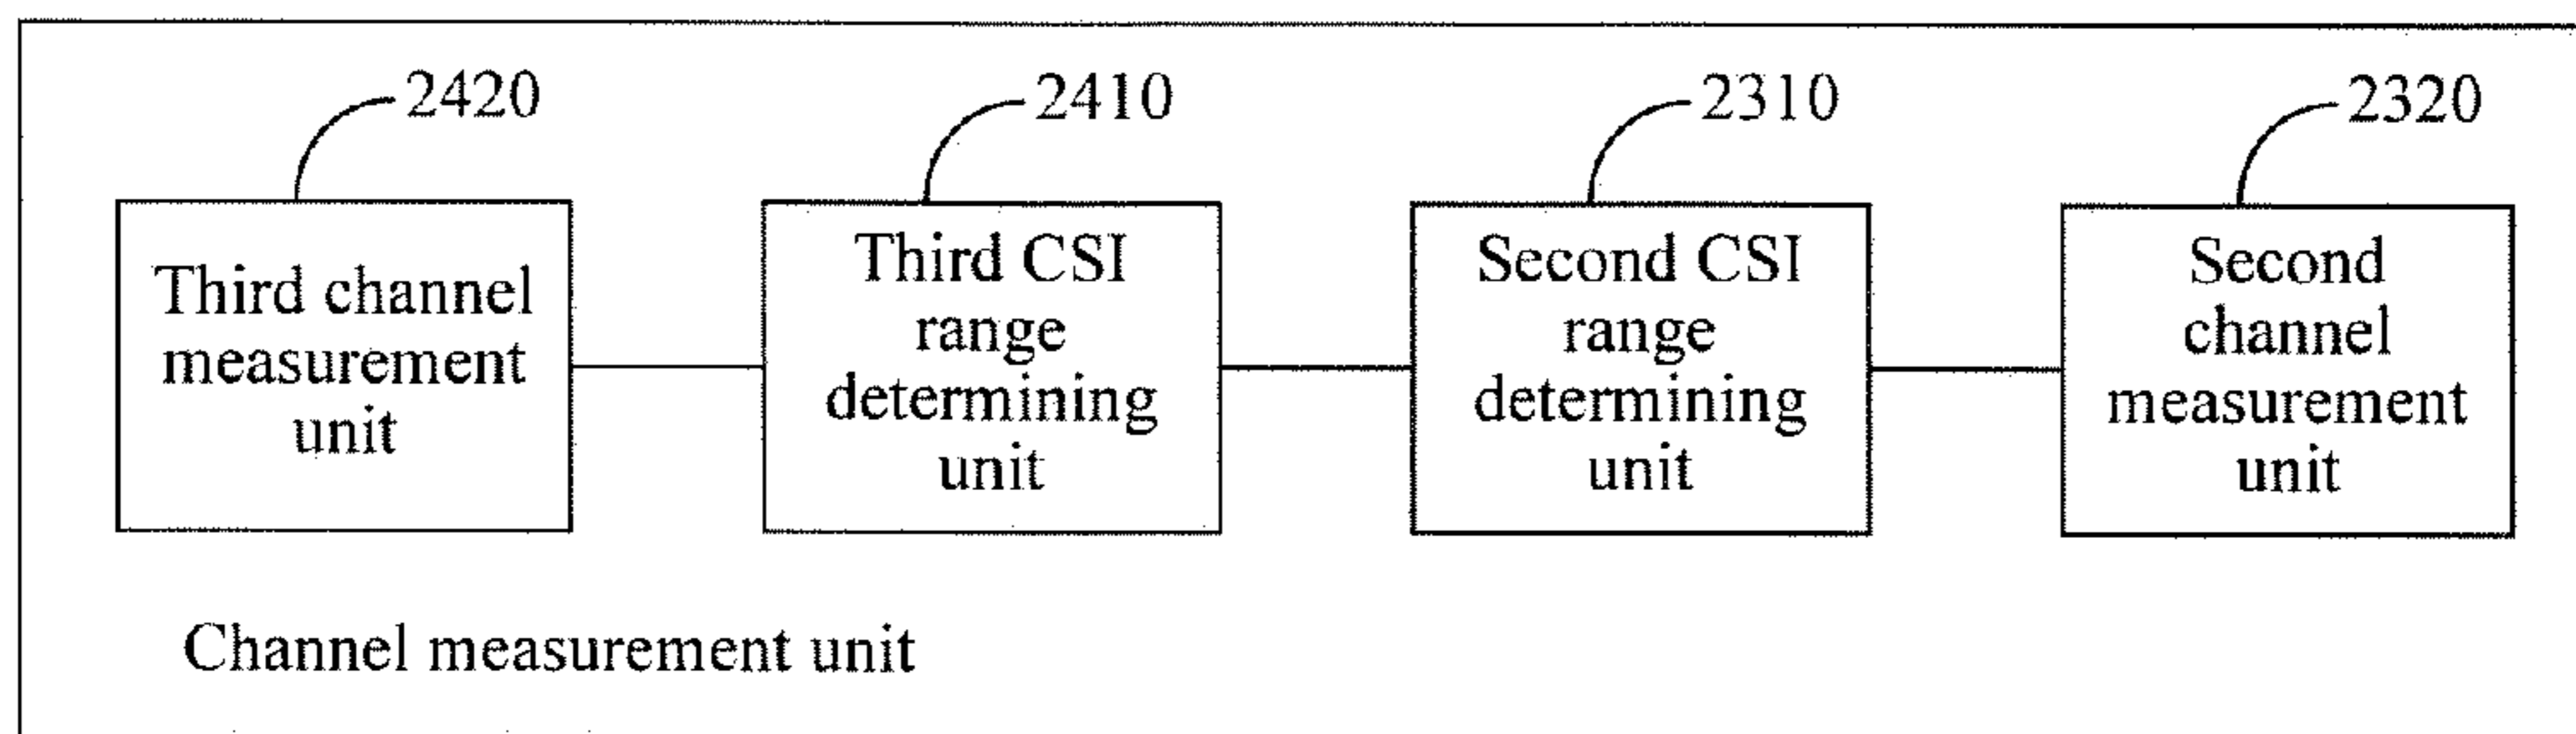 2420
2410
2310
2320
Third channel
measurement
unit
Third CSI
range
determining
unit
Second CSI
range
determining
unit
Second
channel
measurement
unit
Channel measurement unit